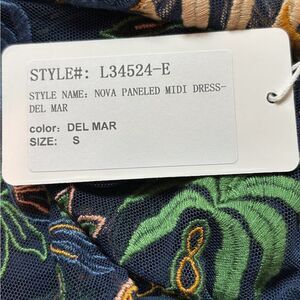 STYLE#: L34524-E
STYLE NAME: NOVA PANELED MIDI DRESS-
DEL MAR
color: DEL MAR
SIZE: S